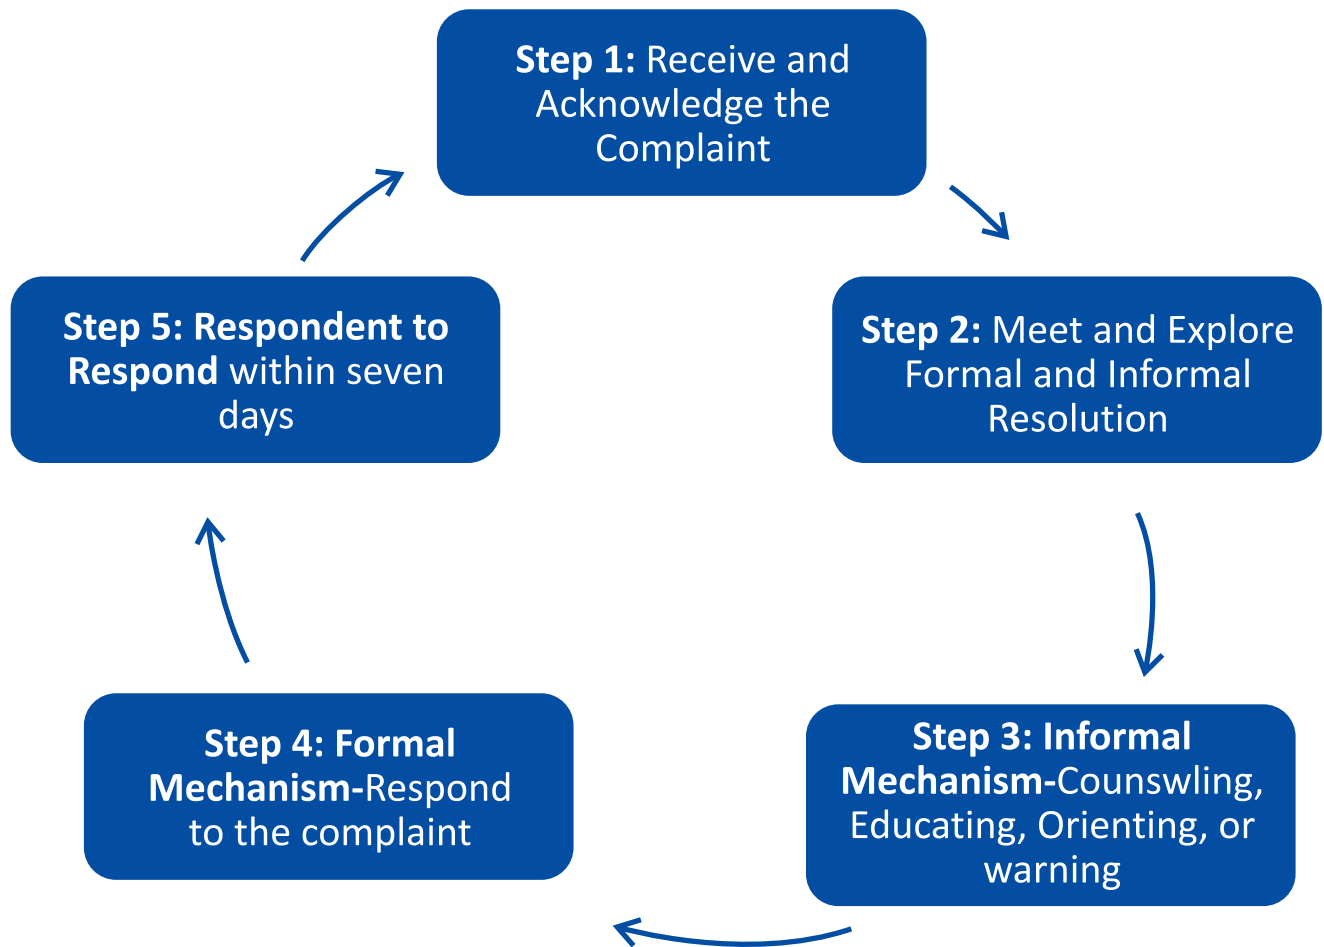 Step 1: Receive and
Acknowledge the
Complaint
Step 2: Meet and Explore
Formal and Informal
Resolution
Step 3: Informal
Mechanism-Counswling,
Educating, Orienting, or
warning
Step 4: Formal
Mechanism-Respond
to the complaint
Step 5: Respondent to
Respond within seven
days